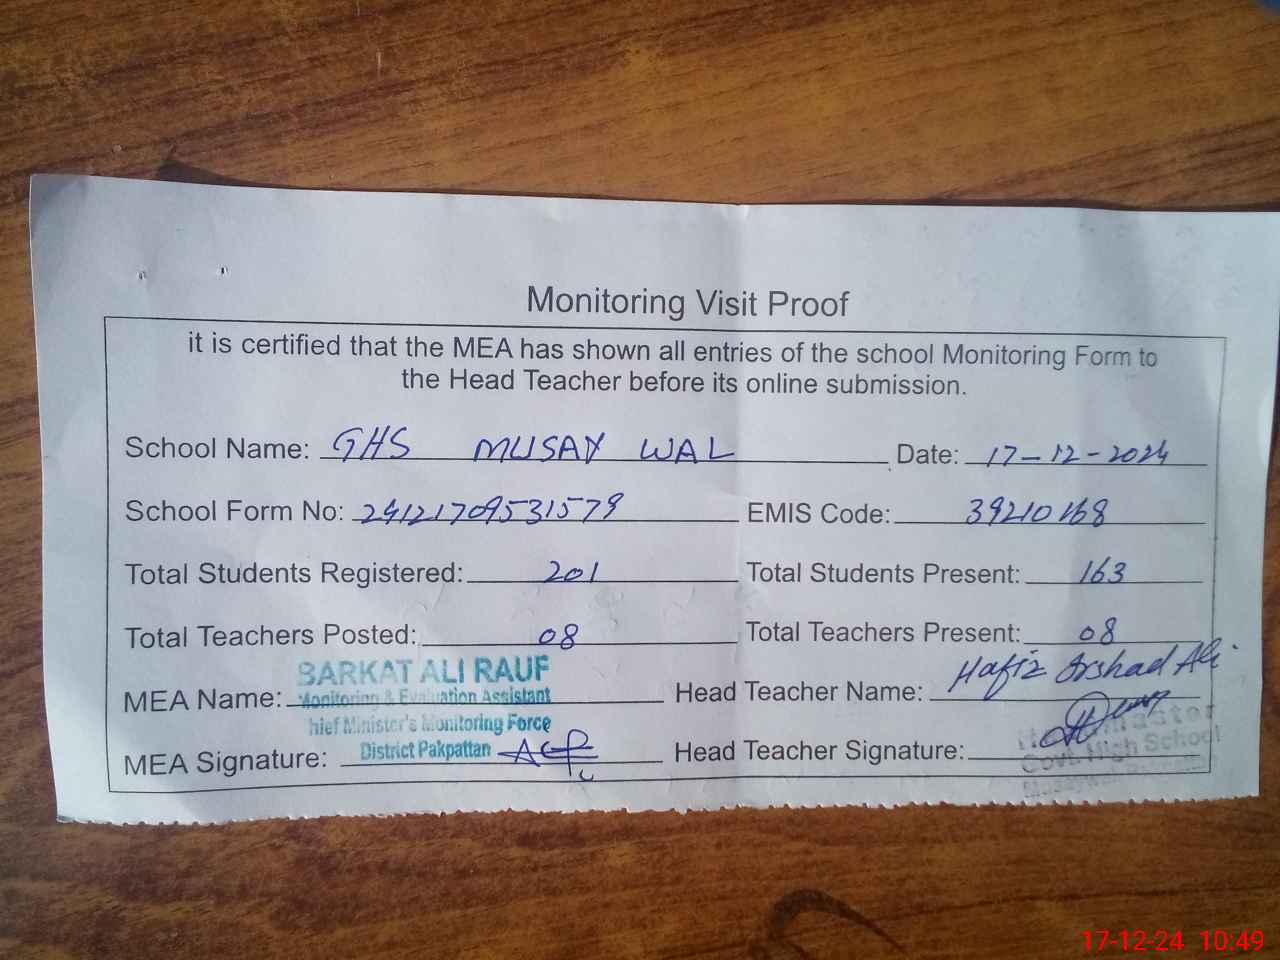 Monitoring Visit Proof
it is certified that the MEA has shown all entries of the school Monitoring Form to
the Head Teacher before its online submission.
School Name: GHS MUSAY WAL Date: 17-12-2024
School Form No: 24121709531579 EMIS Code: 39210168
Total Students Registered: 201 Total Students Present: 163
Total Teachers Posted: 08 Total Teachers Present: 08
MEA Name: BARKAT ALI RAUF Head Teacher Name: Hafiz Arshad Ali
Monitoring & Evaluation Assistant
hief Minister's Monitoring Force
District Pakpattan
MEA Signature: Head Teacher Signature:
Govt. High School
17-12-24 10:49